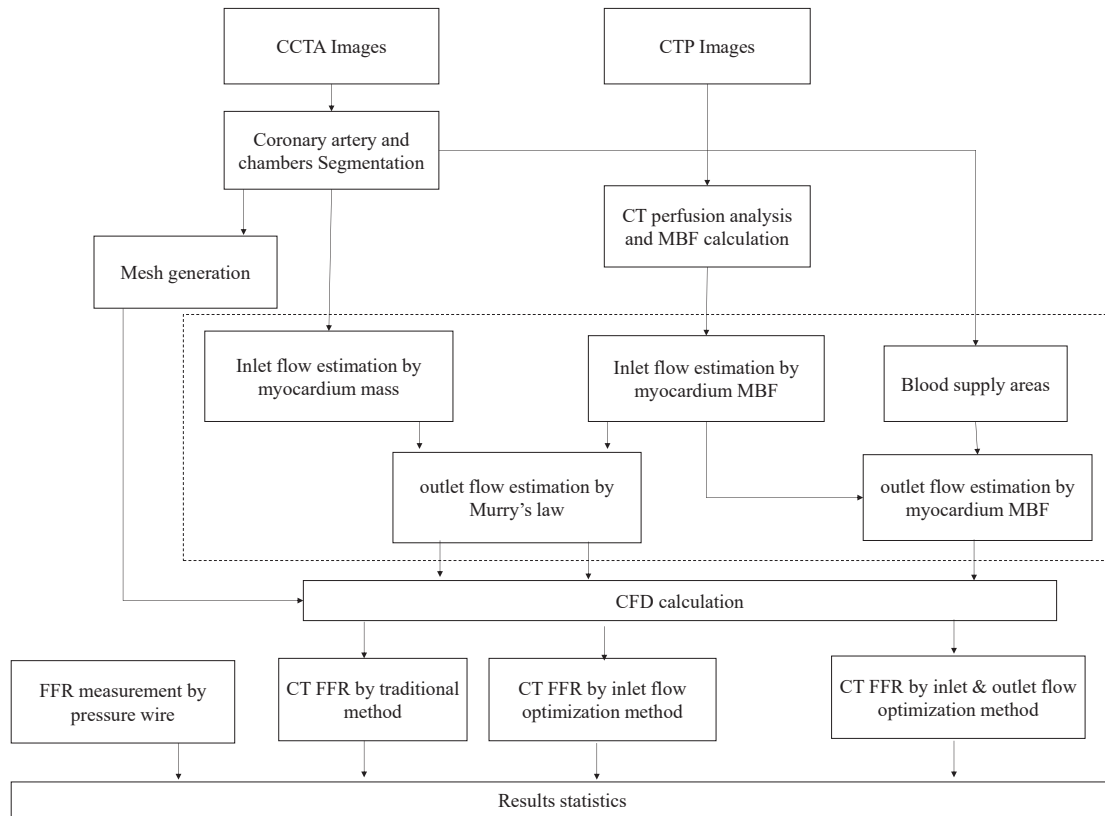 CCTA Images
CTP Images
Coronary artery and
chambers Segmentation
CT perfusion analysis
and MBF calculation
Mesh generation
Inlet flow estimation by
myocardium mass
Inlet flow estimation by
myocardium MBF
Blood supply areas
outlet flow estimation by
Murry's law
outlet flow estimation by
myocardium MBF
CFD calculation
FFR measurement by
pressure wire
CT FFR by traditional
method
CT FFR by inlet flow
optimization method
CT FFR by inlet & outlet flow
optimization method
Results statistics